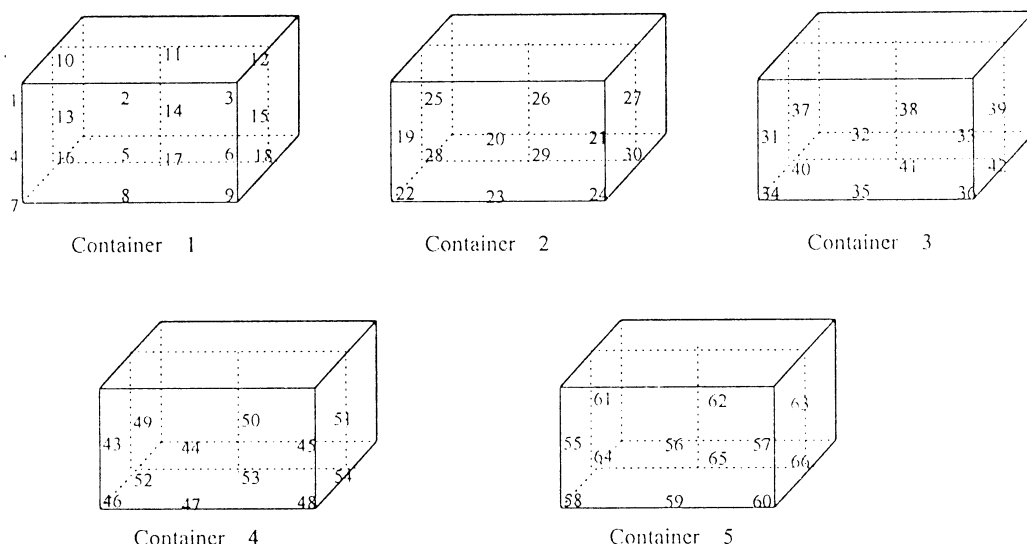 10 11 12
1 2 3
13 14 15
4 16 5 17 6 18
7 8 9
Container 1
25 26 27
19 20 21
28 29 30
22 23 24
Container 2
37 38 39
31 32 33
40 41 42
34 35 36
Container 3
49 50 51
43 44 45
52 53 54
46 47 48
Container 4
61 62 63
55 56 57
64 65 66
58 59 60
Container 5